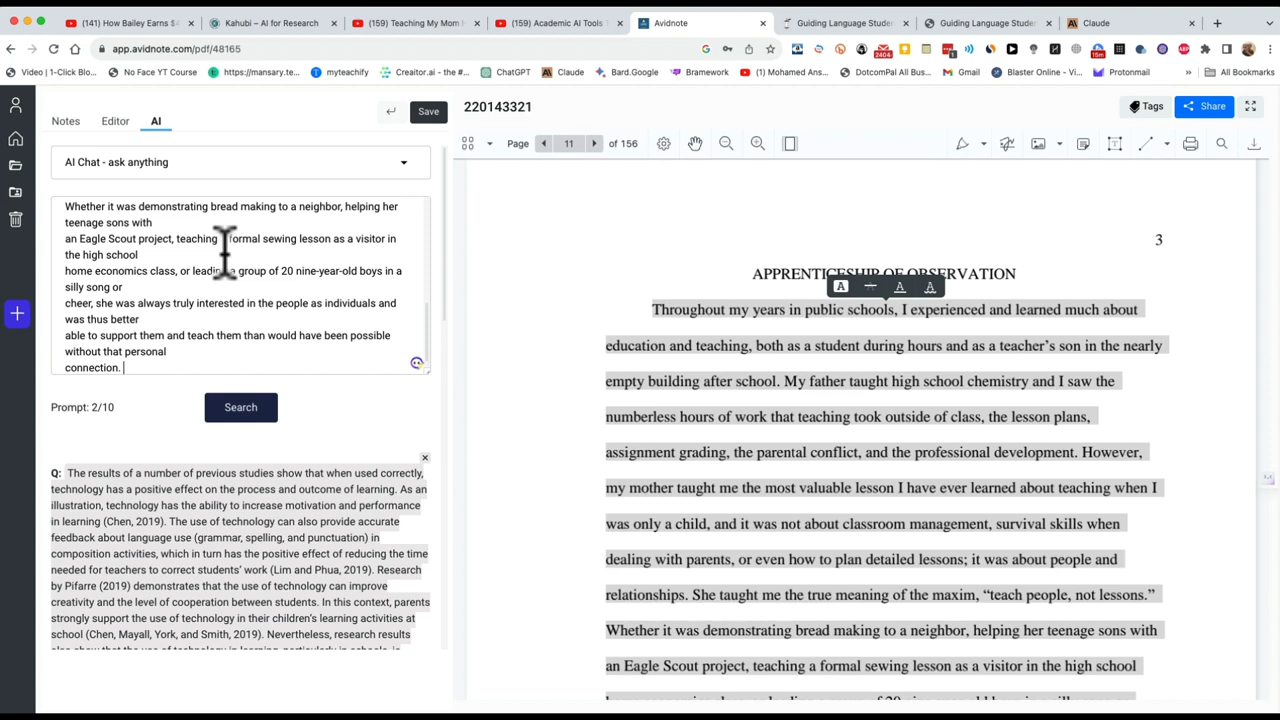 (141) How Bailey Earns $4
Kahubi – AI for Research
(159) Teaching My Mom H
(159) Academic AI Tools T
Avidnote
Guiding Language Studen
Guiding Language Studen
Claude
app.avidnote.com/pdf/48165
2404
15m
Video | 1-Click Blo...
No Face YT Course
https://mansary.te...
myteachify
Creator.ai - the #...
ChatGPT
Claude
Bard.Google
Bramework
(1) Mohamed Ans...
DotcomPal All Bus...
Gmail
Blaster Online - Vi...
Protonmail
All Bookmarks
Notes
Editor
AI
Save
220143321
Tags
Share
Page
11
of 156
AI Chat - ask anything
Whether it was demonstrating bread making to a neighbor, helping her
teenage sons with
an Eagle Scout project, teaching formal sewing lesson as a visitor in
the high school
home economics class, or leading a group of 20 nine-year-old boys in a
silly song or
cheer, she was always truly interested in the people as individuals and
was thus better
able to support them and teach them than would have been possible
without that personal
connection.
Prompt: 2/10
Search
Q: The results of a number of previous studies show that when used correctly,
technology has a positive effect on the process and outcome of learning. As an
illustration, technology has the ability to increase motivation and performance
in learning (Chen, 2019). The use of technology can also provide accurate
feedback about language use (grammar, spelling, and punctuation) in
composition activities, which in turn has the positive effect of reducing the time
needed for teachers to correct students' work (Lim and Phua, 2019). Research
by Pifarre (2019) demonstrates that the use of technology can improve
creativity and the level of cooperation between students. In this context, parents
strongly support the use of technology in their children's learning activities at
school (Chen, Mayall, York, and Smith, 2019). Nevertheless, research results
3
APPRENTICESHIP OF OBSERVATION
Throughout my years in public schools, I experienced and learned much about
education and teaching, both as a student during hours and as a teacher's son in the nearly
empty building after school. My father taught high school chemistry and I saw the
numberless hours of work that teaching took outside of class, the lesson plans,
assignment grading, the parental conflict, and the professional development. However,
my mother taught me the most valuable lesson I have ever learned about teaching when I
was only a child, and it was not about classroom management, survival skills when
dealing with parents, or even how to plan detailed lessons; it was about people and
relationships. She taught me the true meaning of the maxim, “teach people, not lessons.”
Whether it was demonstrating bread making to a neighbor, helping her teenage sons with
an Eagle Scout project, teaching a formal sewing lesson as a visitor in the high school